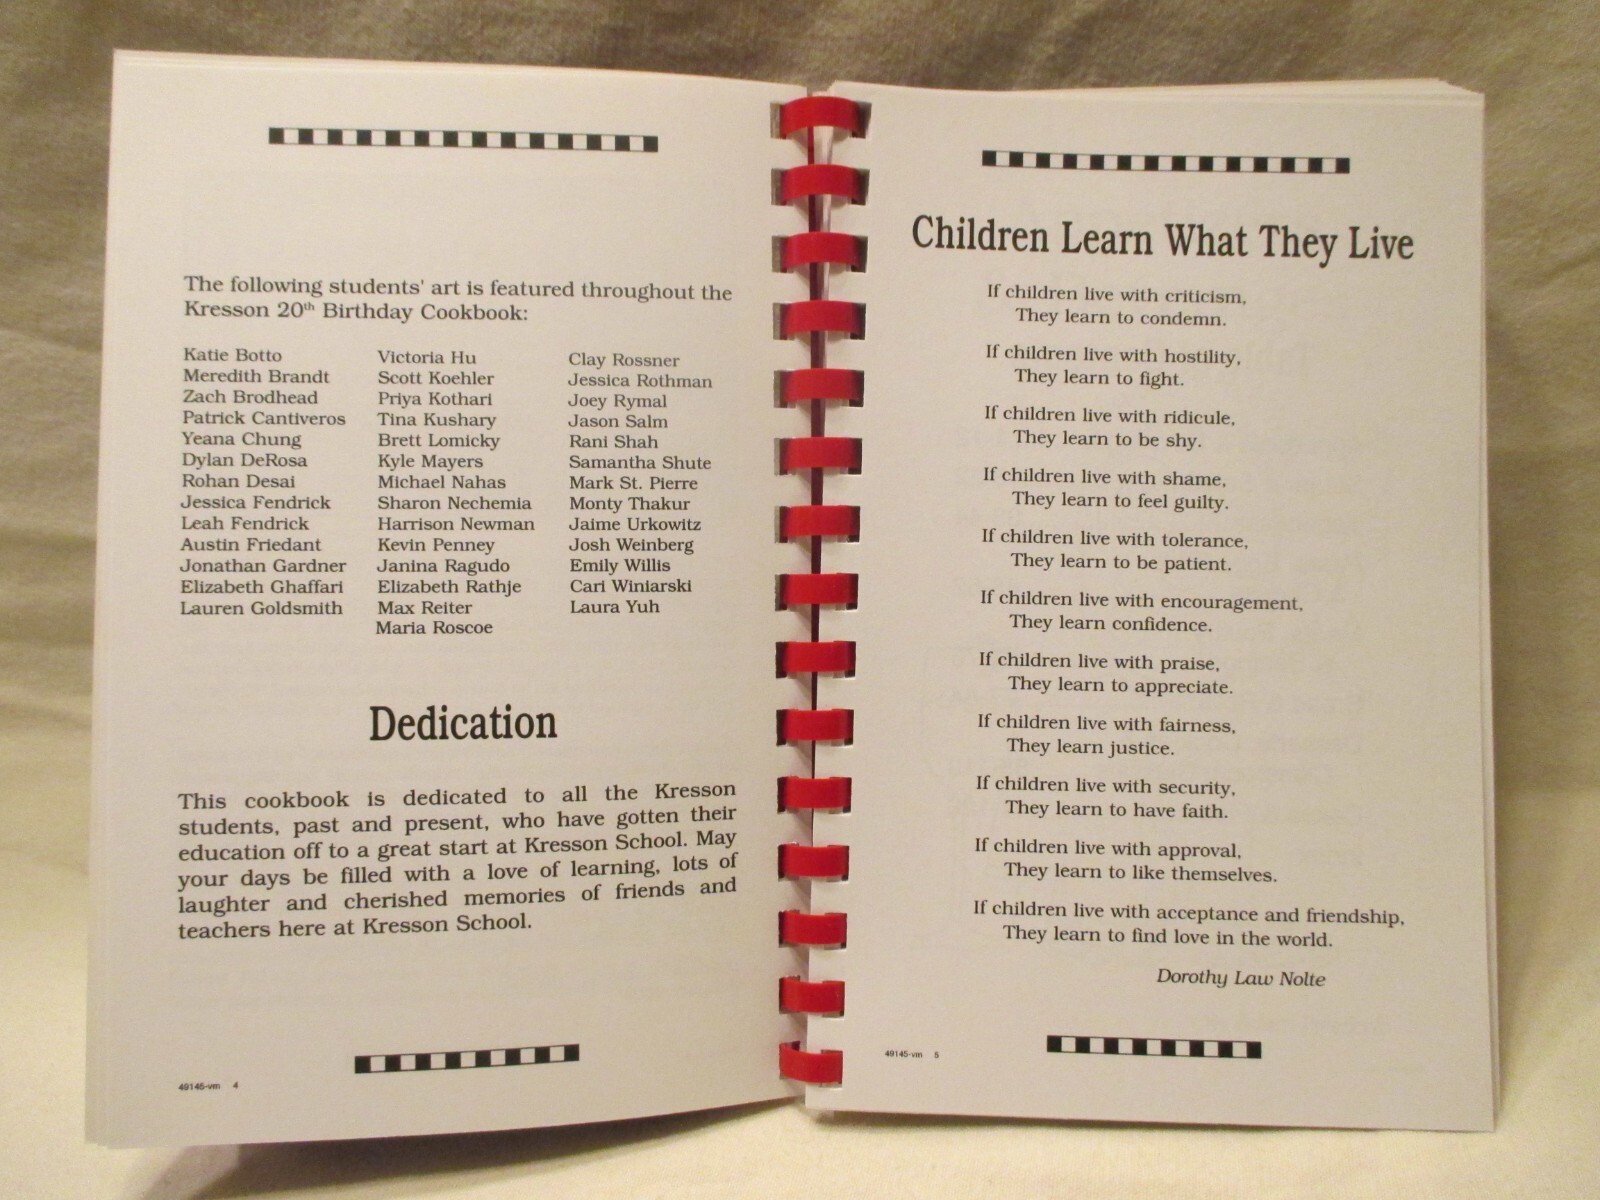 The following students' art is featured throughout the
Kresson 20th Birthday Cookbook:
Katie Botto
Meredith Brandt
Zach Brodhead
Patrick Cantiveros
Yeana Chung
Dylan DeRosa
Rohan Desai
Jessica Fendrick
Leah Fendrick
Austin Friedant
Jonathan Gardner
Elizabeth Ghaffari
Lauren Goldsmith
Victoria Hu
Scott Koehler
Priya Kothari
Tina Kushary
Brett Lomicky
Kyle Mayers
Michael Nahas
Sharon Nechemia
Harrison Newman
Kevin Penney
Janina Ragudo
Elizabeth Rathje
Max Reiter
Maria Roscoe
Clay Rossner
Jessica Rothman
Joey Rymal
Jason Salm
Rani Shah
Samantha Shute
Mark St. Pierre
Monty Thakur
Jaime Urkowitz
Josh Weinberg
Emily Willis
Cari Winiarski
Laura Yuh
Dedication
This cookbook is dedicated to all the Kresson
students, past and present, who have gotten their
education off to a great start at Kresson School. May
your days be filled with a love of learning, lots of
laughter and cherished memories of friends and
teachers here at Kresson School.
49145-vm 4
Children Learn What They Live
If children live with criticism,
They learn to condemn.
If children live with hostility,
They learn to fight.
If children live with ridicule,
They learn to be shy.
If children live with shame,
They learn to feel guilty.
If children live with tolerance,
They learn to be patient.
If children live with encouragement,
They learn confidence.
If children live with praise,
They learn to appreciate.
If children live with fairness,
They learn justice.
If children live with security,
They learn to have faith.
If children live with approval,
They learn to like themselves.
If children live with acceptance and friendship,
They learn to find love in the world.
Dorothy Law Nolte
49145-vm 5